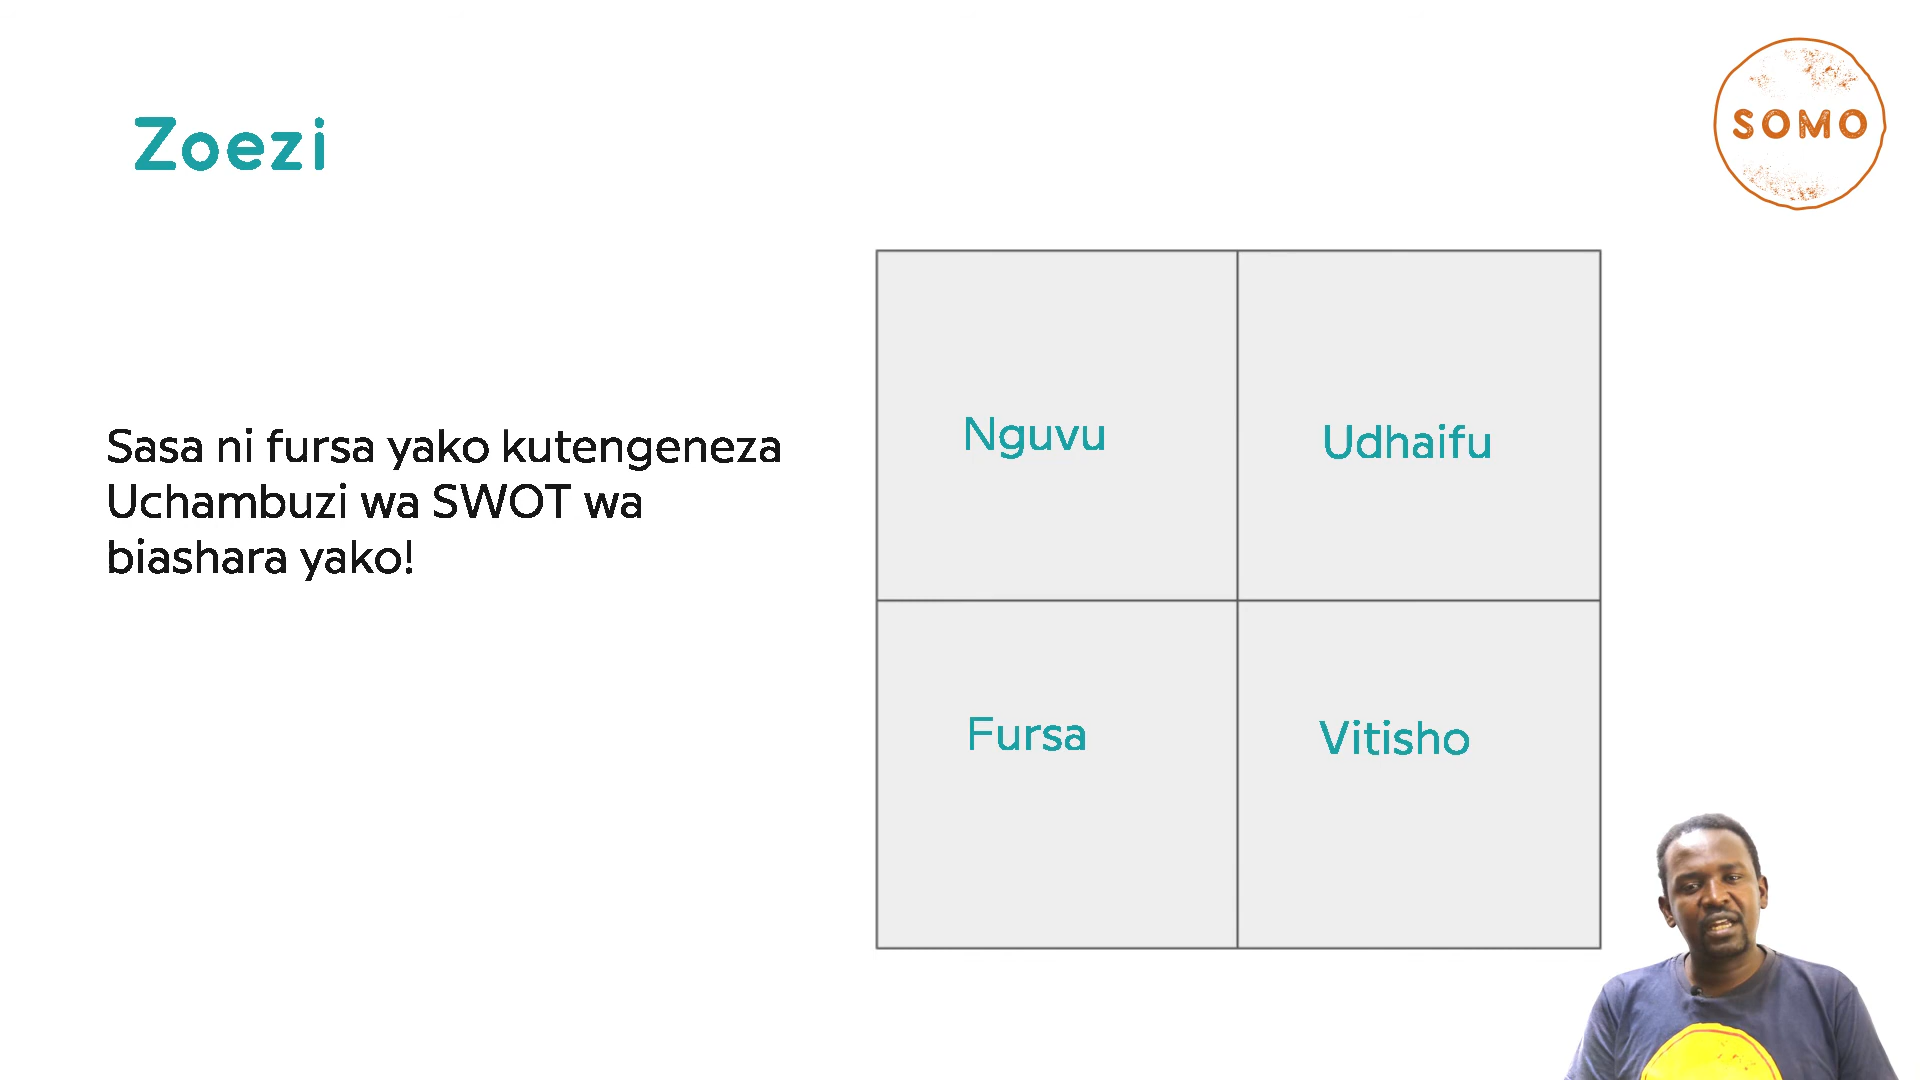 Zoezi
SOMO
Sasa ni fursa yako kutengeneza
Uchambuzi wa SWOT wa
biashara yako!
Nguvu
Udhaifu
Fursa
Vitisho